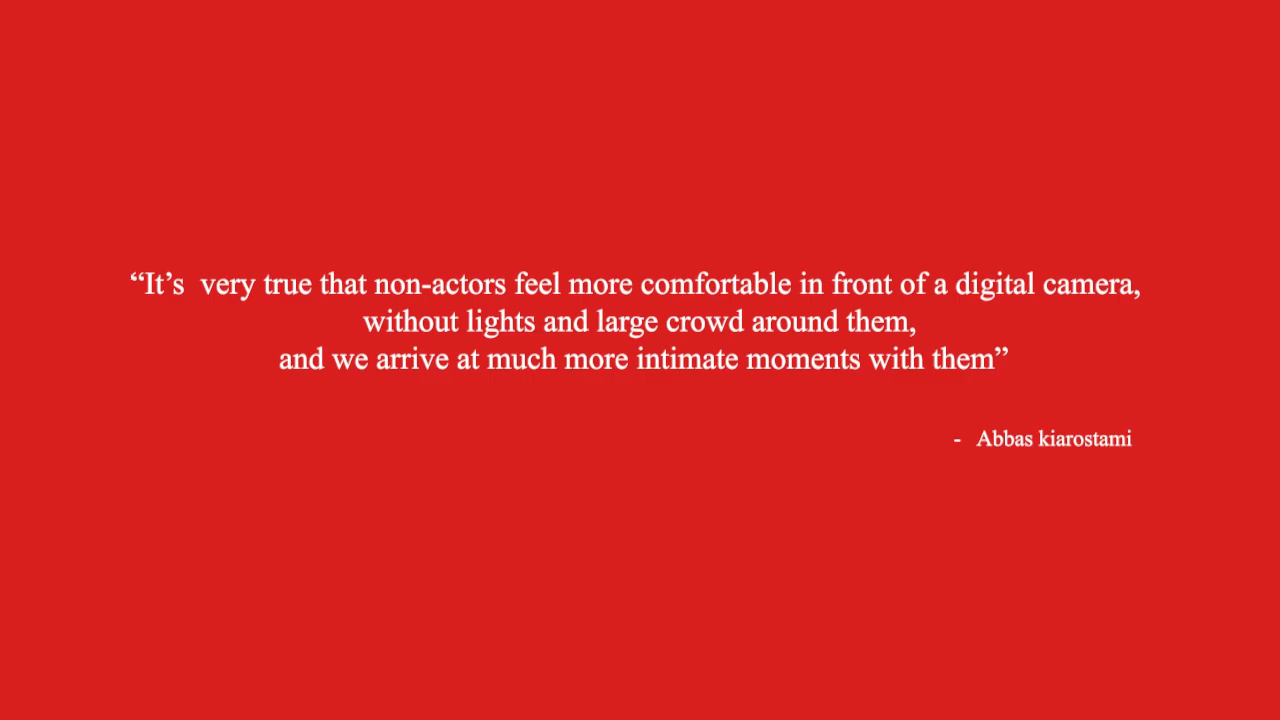 “It’s  very true that non-actors feel more comfortable in front of a digital camera,
without lights and large crowd around them,
and we arrive at much more intimate moments with them”
-  Abbas kiarostami